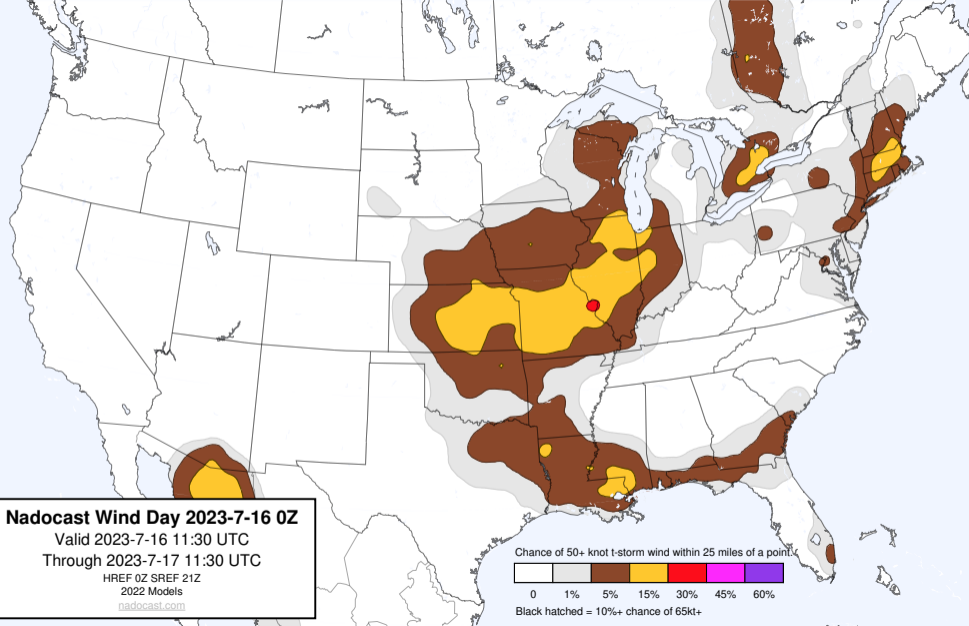 Nadocast Wind Day 2023-7-16 0Z
Valid 2023-7-16 11:30 UTC
Through 2023-7-17 11:30 UTC
HREF 0Z SREF 21Z
2022 Models
nadocast.com
Chance of 50+ knot t-storm wind within 25 miles of a point.
0 1% 5% 15% 30% 45% 60%
Black hatched = 10%+ chance of 65kt+